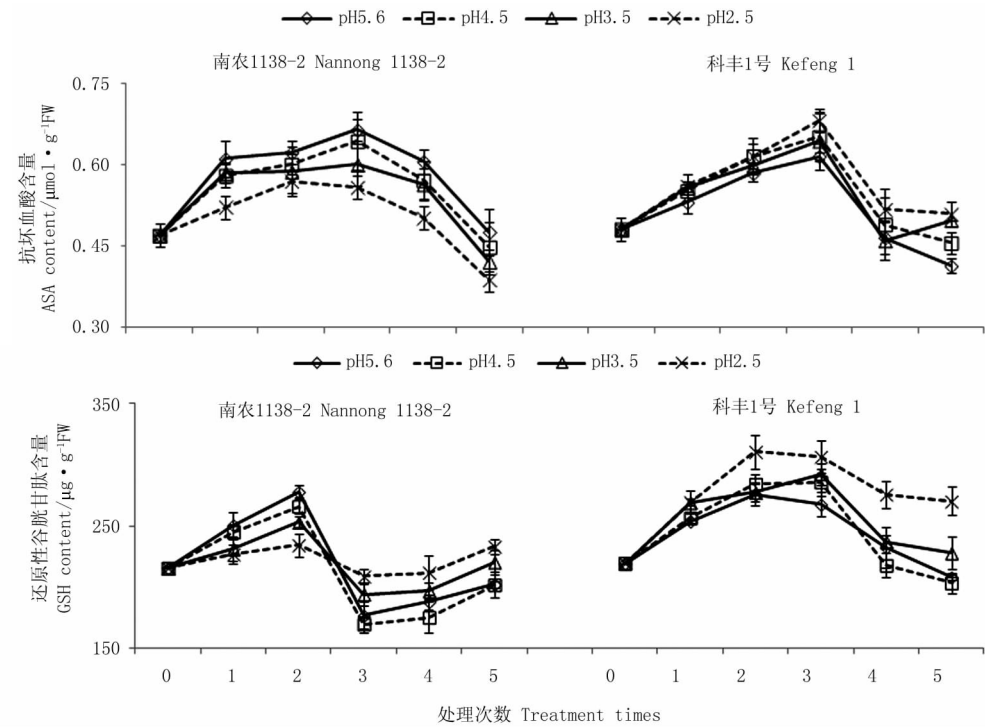 pH5.6 pH4.5 pH3.5 pH2.5
南农1138-2 Nannong 1138-2
科丰1号 Kefeng 1
抗坏血酸含量
ASA content/μmol·g⁻¹FW
0.75
0.60
0.45
0.30
pH5.6 pH4.5 pH3.5 pH2.5
南农1138-2 Nannong 1138-2
科丰1号 Kefeng 1
还原性谷胱甘肽含量
GSH content/μg·g⁻¹FW
350
250
150
0 1 2 3 4 5 0 1 2 3 4 5
处理次数 Treatment times